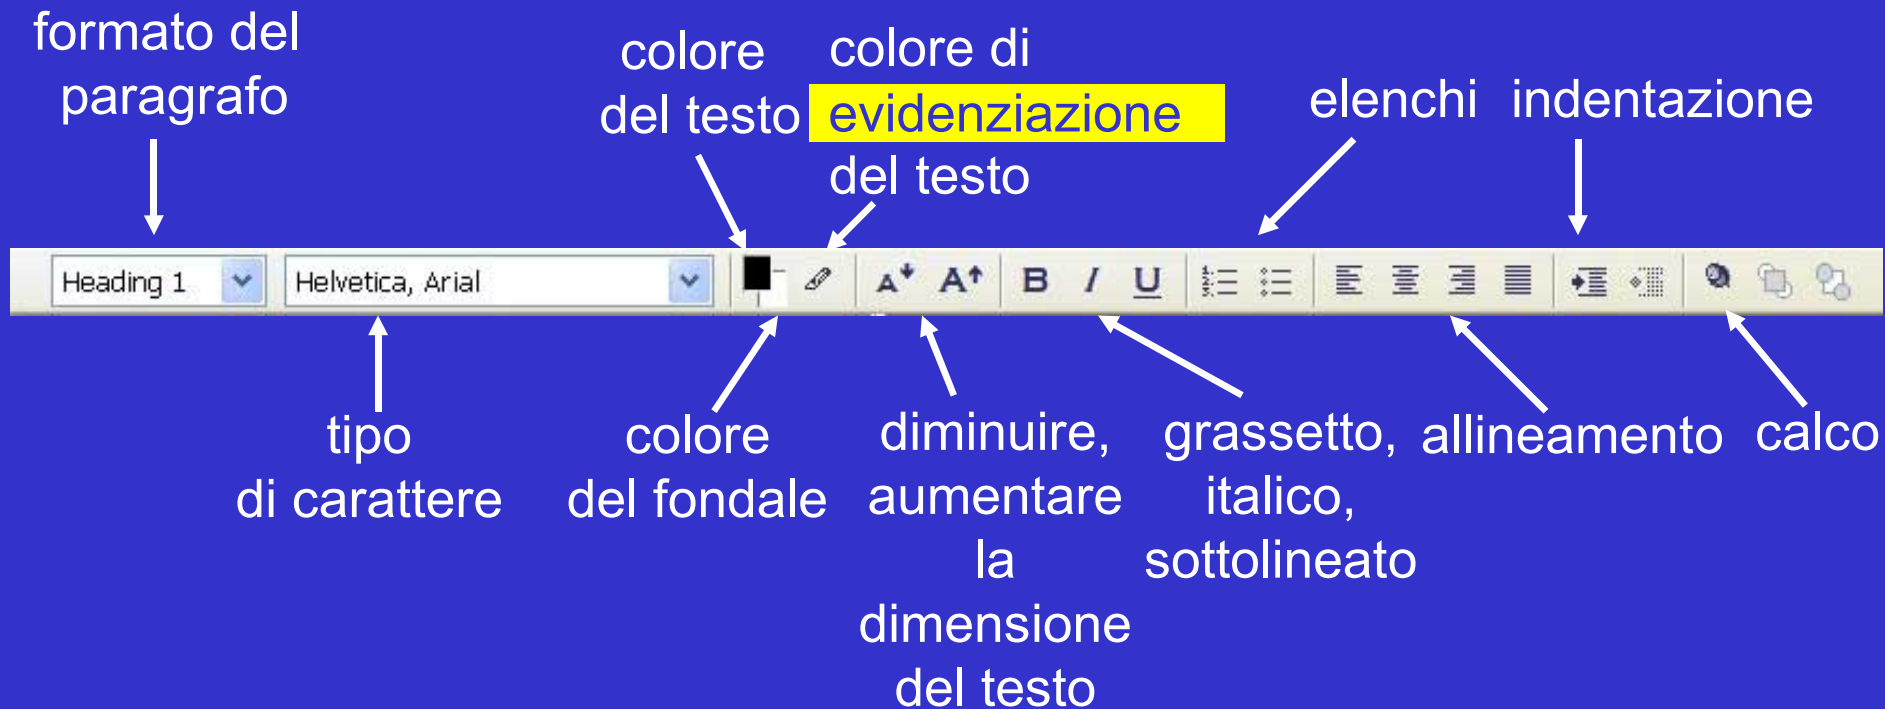 formato del
paragrafo
colore
del testo
colore di
evidenziazione
del testo
elenchi
indentazione
Heading 1
Helvetica, Arial
A A B I U
tipo
di carattere
colore
del fondale
diminuire,
aumentare
la
dimensione
del testo
grassetto,
italico,
sottolineato
allineamento
calco